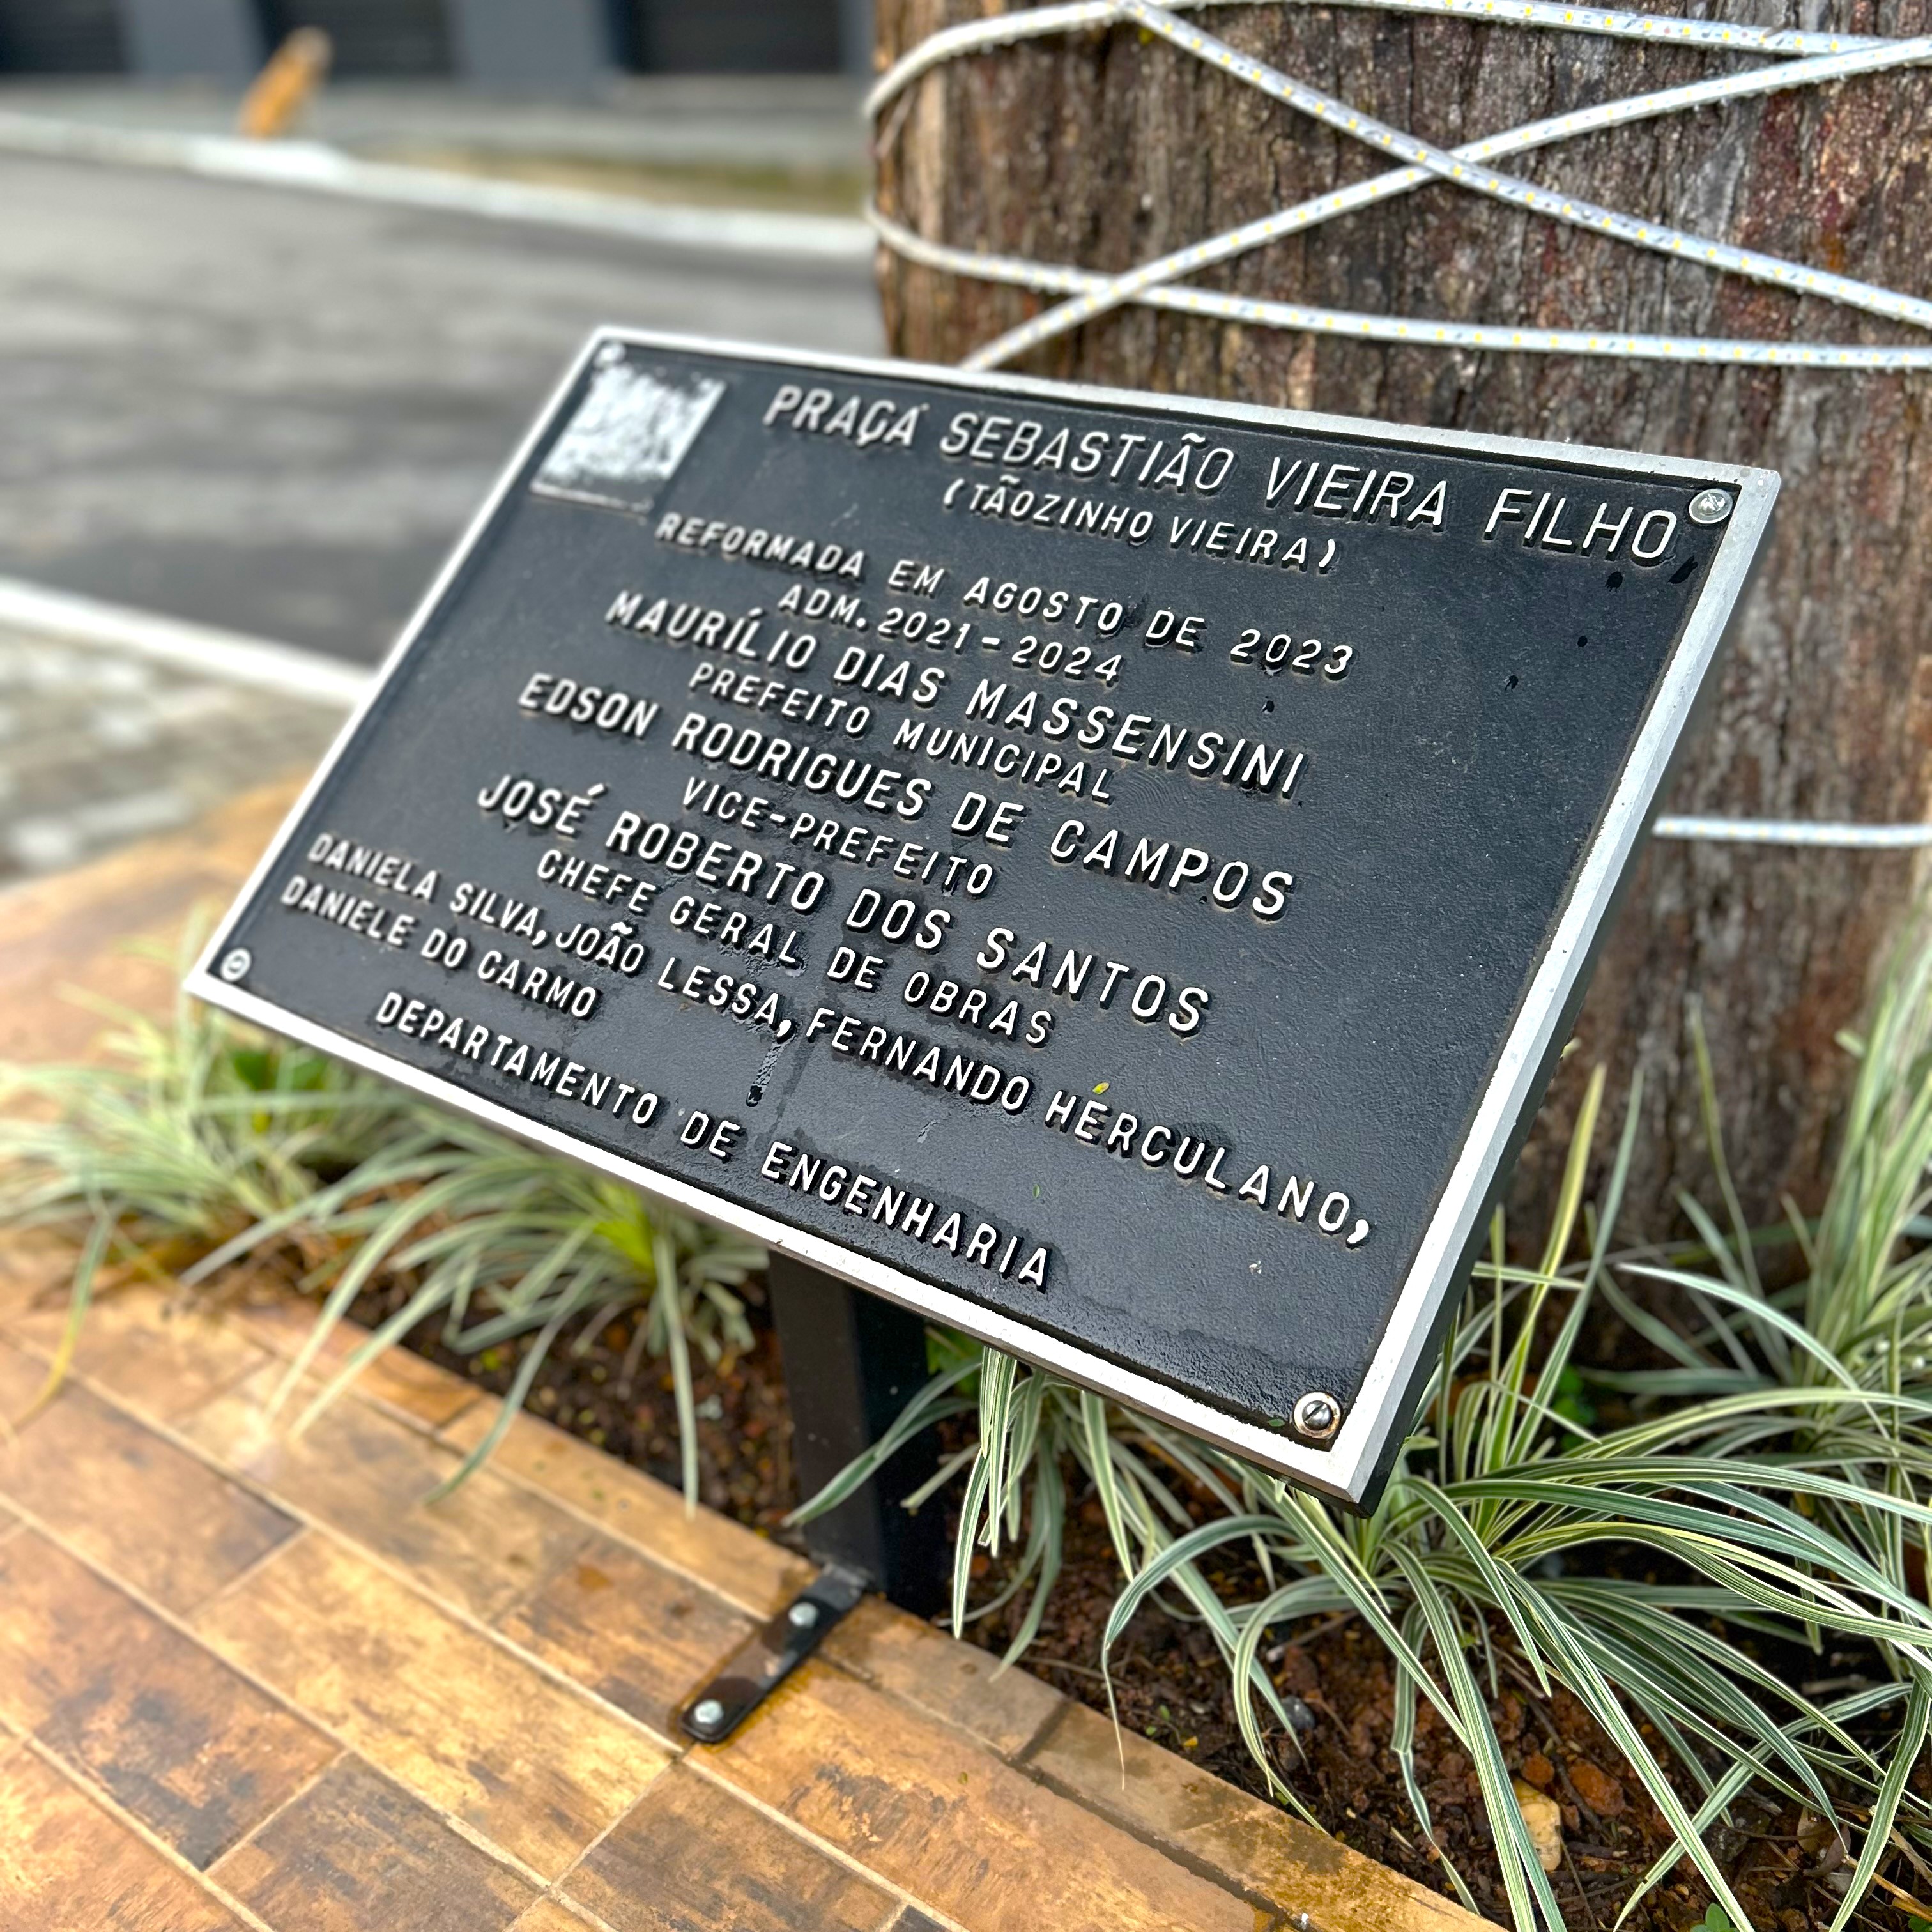 PRAÇA SEBASTIÃO VIEIRA FILHO
(TÃOZINHO VIEIRA)
REFORMADA EM AGOSTO DE 2023
ADM. 2021 - 2024
MAURÍLIO DIAS MASSENSINI
PREFEITO MUNICIPAL
EDSON RODRIGUES DE CAMPOS
VICE-PREFEITO
JOSÉ ROBERTO DOS SANTOS
CHEFE GERAL DE OBRAS
DANIELA SILVA, JOÃO LESSA, FERNANDO HERCULANO,
DANIELE DO CARMO
DEPARTAMENTO DE ENGENHARIA